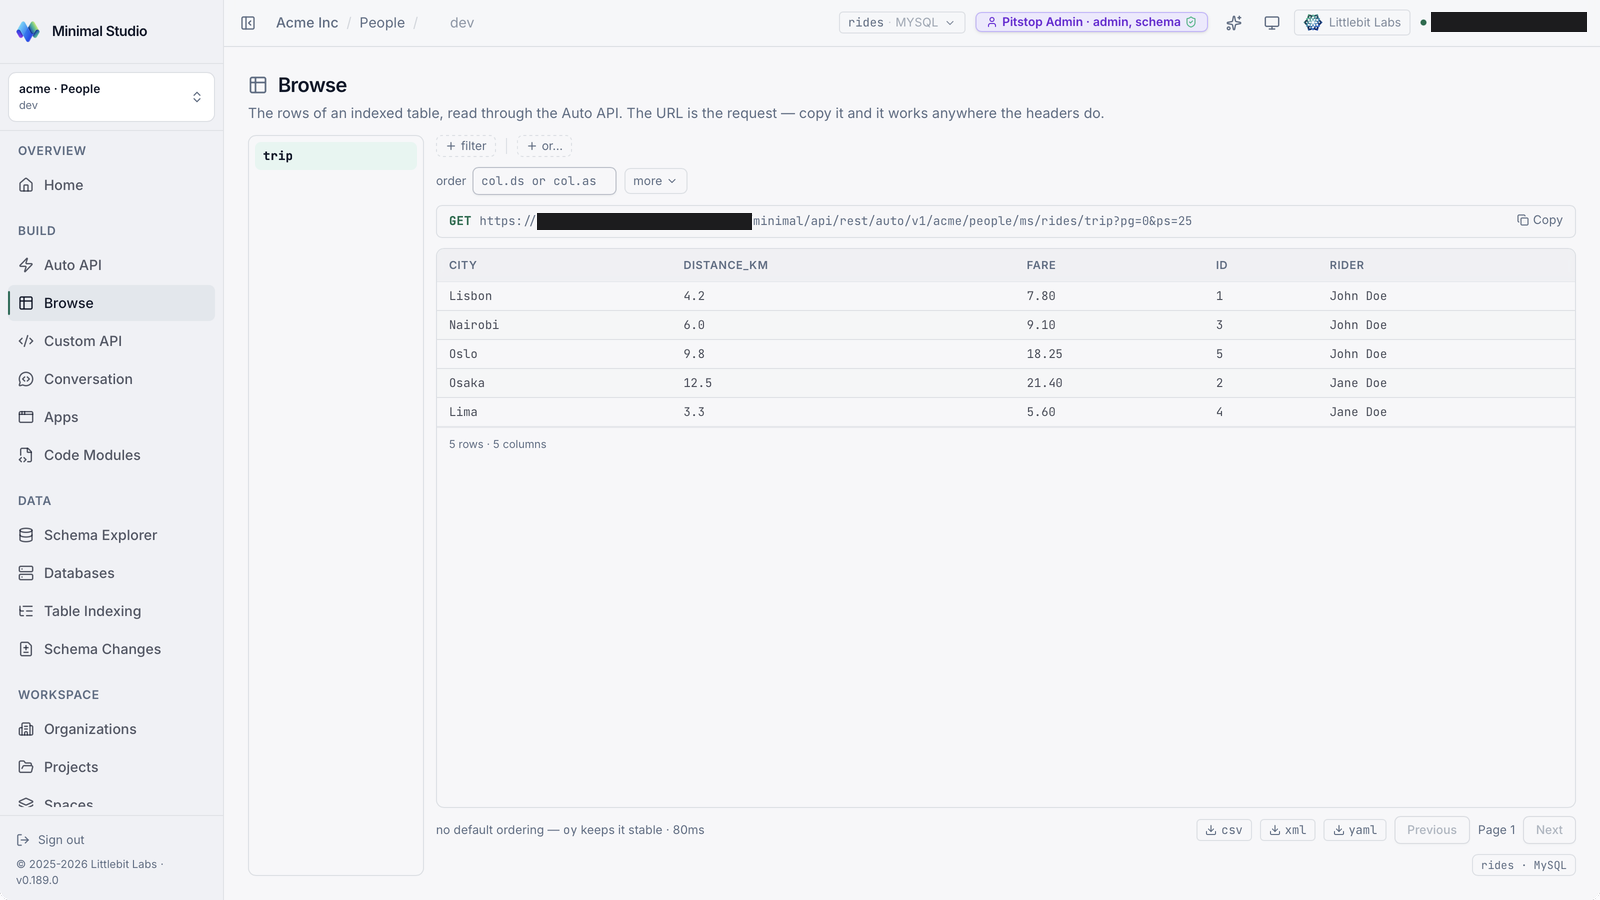 Minimal Studio
acme · People
dev
OVERVIEW
Home
BUILD
Auto API
Browse
Custom API
Conversation
Apps
Code Modules
DATA
Schema Explorer
Databases
Table Indexing
Schema Changes
WORKSPACE
Organizations
Projects
Spaces
Sign out
© 2025-2026 Littlebit Labs ·
v0.189.0
Acme Inc / People / dev
rides · MYSQL
Pitstop Admin · admin, schema
Littlebit Labs
Browse
The rows of an indexed table, read through the Auto API. The URL is the request — copy it and it works anywhere the headers do.
trip
+ filter
+ or...
order col.ds or col.as more
GET https://
minimal/api/rest/auto/v1/acme/people/ms/rides/trip?pg=0&ps=25
Copy
CITY DISTANCE_KM FARE ID RIDER
Lisbon 4.2 7.80 1 John Doe
Nairobi 6.0 9.10 3 John Doe
Oslo 9.8 18.25 5 John Doe
Osaka 12.5 21.40 2 Jane Doe
Lima 3.3 5.60 4 Jane Doe
5 rows · 5 columns
no default ordering — oy keeps it stable · 80ms
csv xml yaml Previous Page 1 Next
rides · MySQL